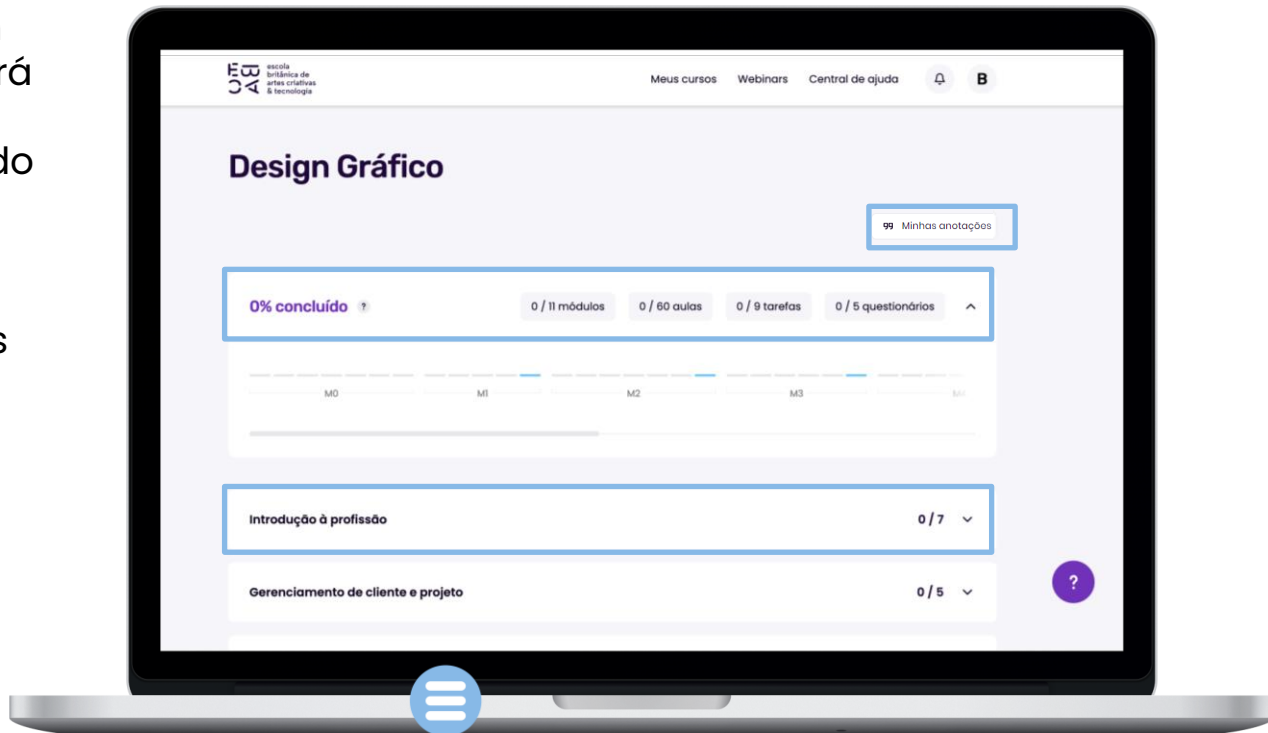 rá
do
s
EBAC
escola
britânica de
artes criativas
& tecnologia
Meus cursos Webinars Central de ajuda B
Design Gráfico
99 Minhas anotações
0% concluído ? 0 / 11 módulos 0 / 60 aulas 0 / 9 tarefas 0 / 5 questionários
M0 M1 M2 M3
Introdução à profissão 0 / 7
Gerenciamento de cliente e projeto 0 / 5
?